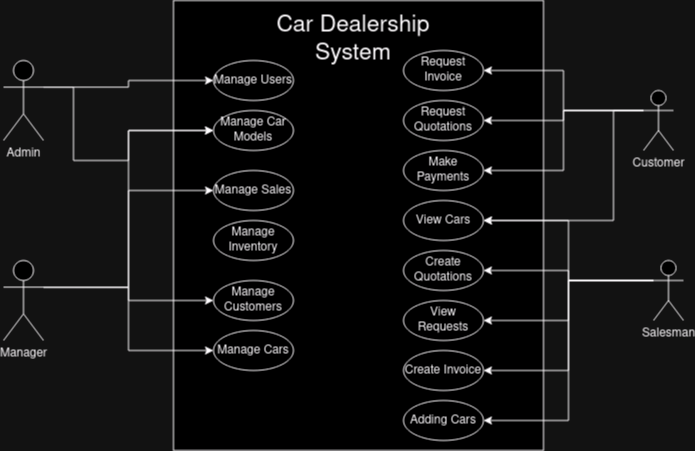 Car Dealership
System
Manage Users
Manage Car
Models
Manage Sales
Manage
Inventory
Manage
Customers
Manage Cars
Request
Invoice
Request
Quotations
Make
Payments
View Cars
Create
Quotations
View
Requests
Create Invoice
Adding Cars
Admin
Manager
Customer
Salesman